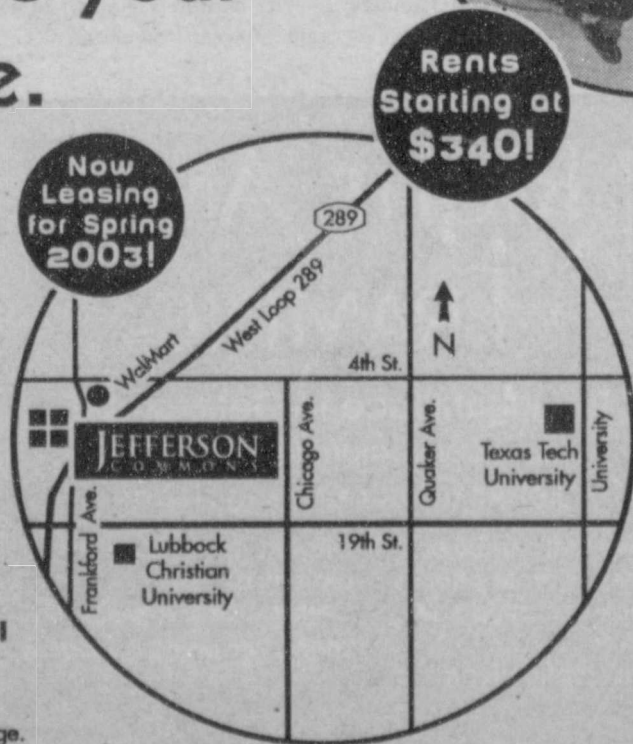 e.
Rents
Starting at
$340!
Now
Leasing
for Spring
2003!
289
West Loop 289
WalMart
N
4th St.
JEFFERSON
COMMONS
Chicago Ave.
Quaker Ave.
Texas Tech
University
University
Frankford Ave.
19th St.
Lubbock
Christian
University
ge.